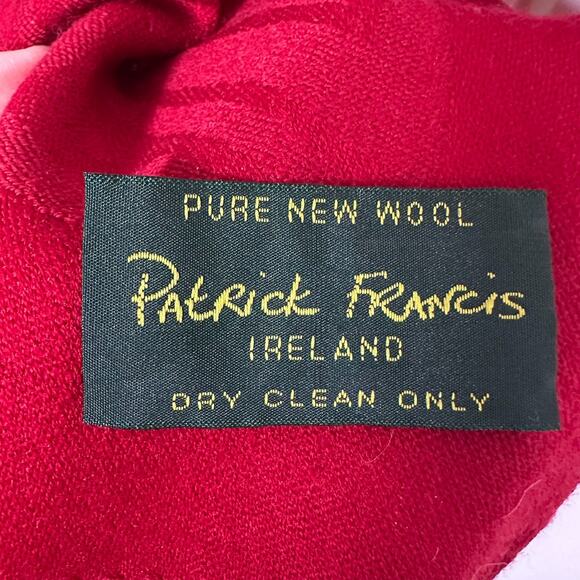 PURE NEW WOOL
Patrick Francis
IRELAND
DRY CLEAN ONLY